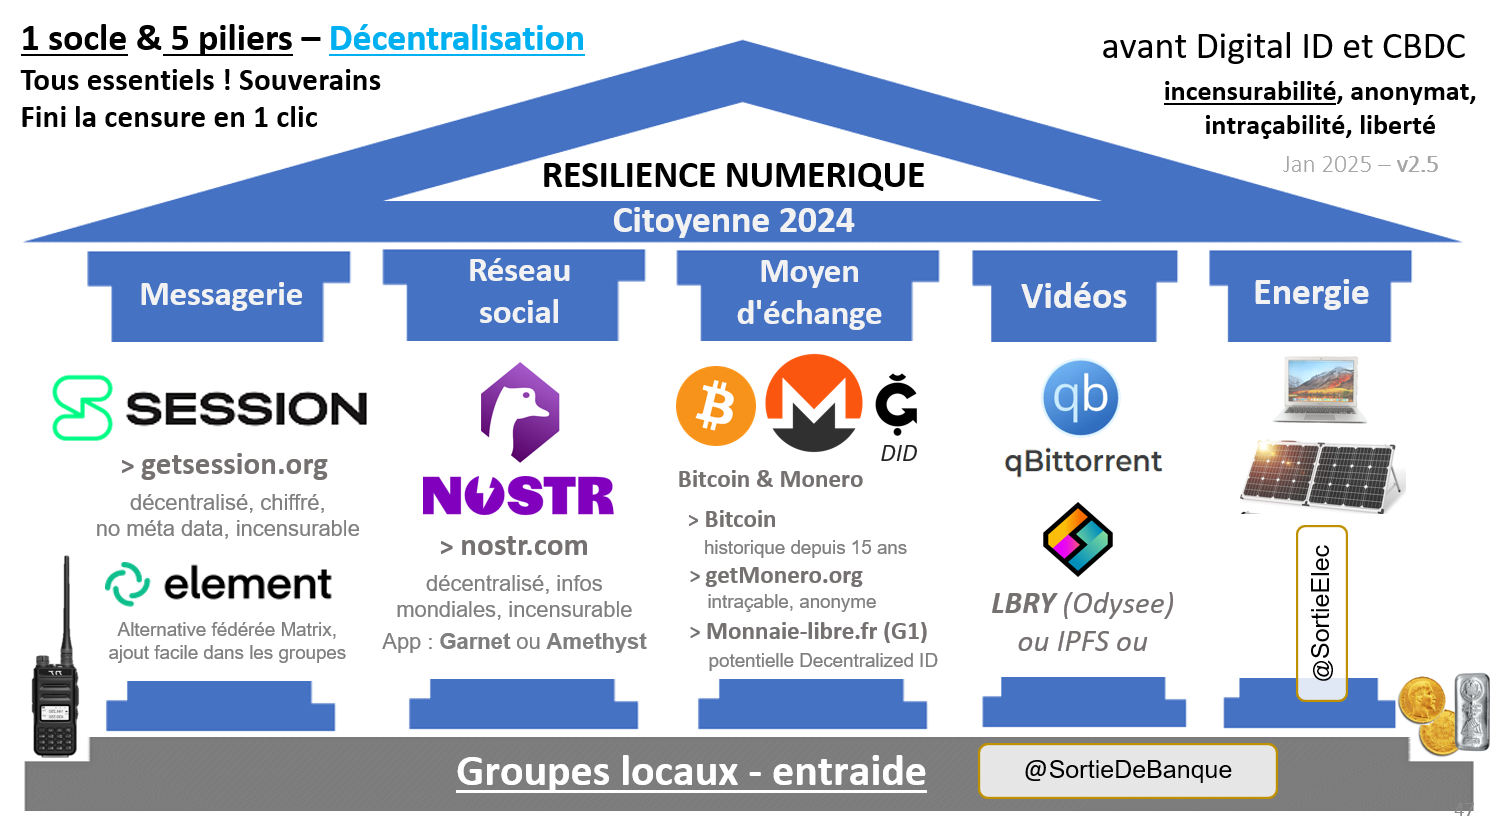 1 socle & 5 piliers – Décentralisation
Tous essentiels ! Souverains
Fini la censure en 1 clic
avant Digital ID et CBDC
incensurabilité, anonymat,
intraçabilité, liberté
Jan 2025 – v2.5
RESILIENCE NUMERIQUE
Citoyenne 2024
Messagerie
SESSION
> getsession.org
décentralisé, chiffré,
no méta data, incensurable
element
Alternative fédérée Matrix,
ajout facile dans les groupes
Réseau
social
NOSTR
> nostr.com
décentralisé, infos
mondiales, incensurable
App : Garnet ou Amethyst
Moyen
d'échange
DID
Bitcoin & Monero
> Bitcoin
historique depuis 15 ans
> getMonero.org
intraçable, anonyme
> Monnaie-libre.fr (G1)
potentielle Decentralized ID
Vidéos
qb
qBittorrent
LBRY (Odysee)
ou IPFS ou
Energie
@SortieElec
Groupes locaux - entraide
@SortieDeBanque
47